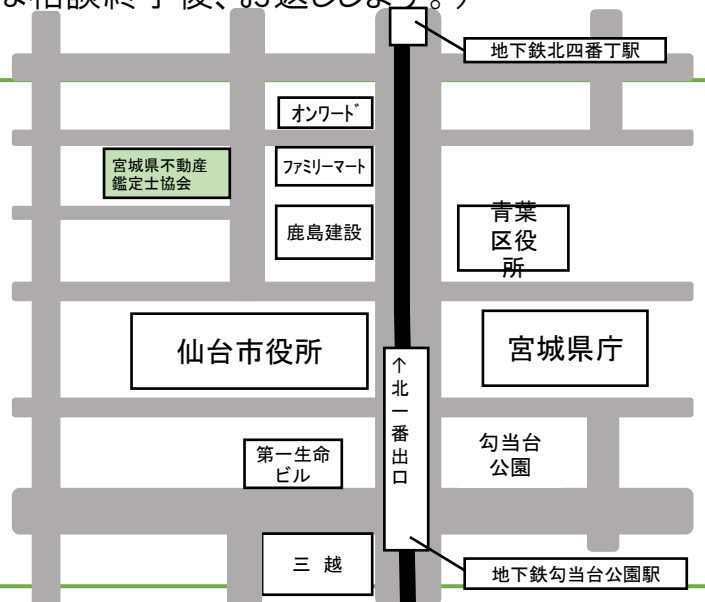 は相談終了後、お返しします。）
地下鉄北四番丁駅
オンワード
宮城県不動産
鑑定士協会
ファミリーマート
鹿島建設
青葉
区役
所
仙台市役所
宮城県庁
↑北一番出口
第一生命
ビル
勾当台
公園
三 越
地下鉄勾当台公園駅